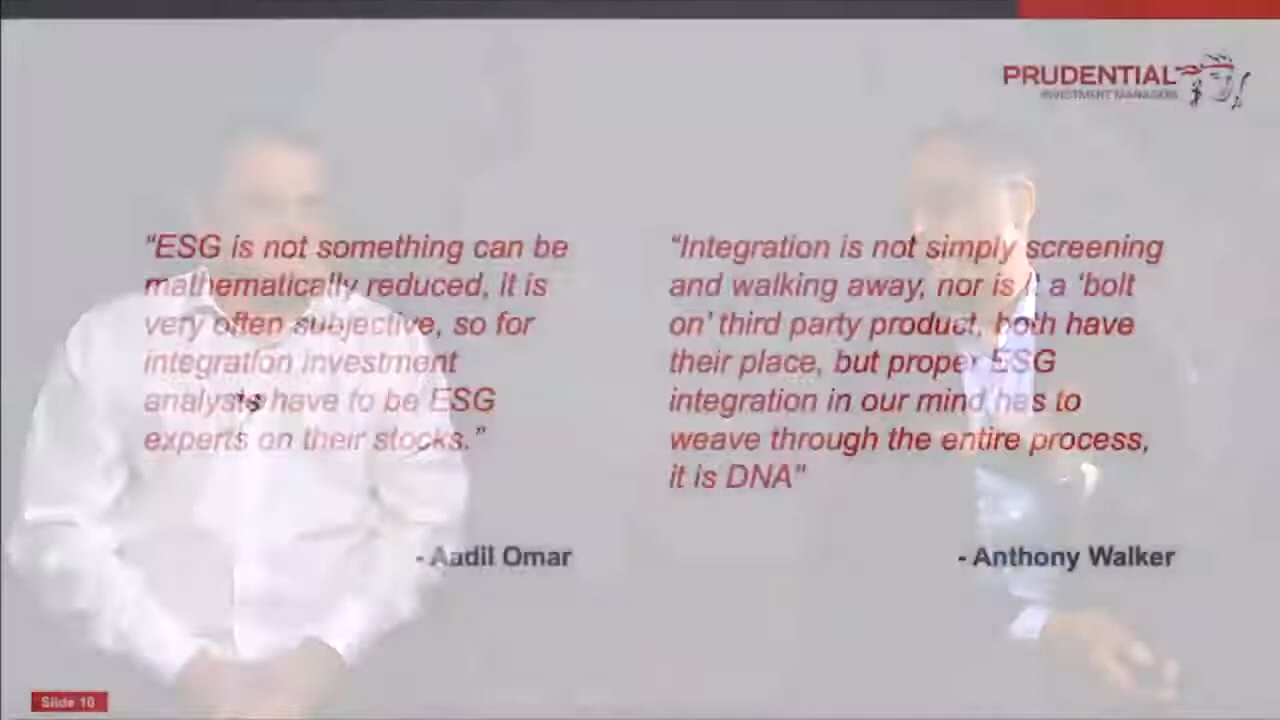 PRUDENTIAL
INVESTMENT MANAGERS
"ESG is not something can be
mathematically reduced, it is
very often subjective, so for
integration investment
analysts have to be ESG
experts on their stocks."
- Aadil Omar
"Integration is not simply screening
and walking away, nor is it a 'bolt
on' third party product, both have
their place, but proper ESG
integration in our mind has to
weave through the entire process,
it is DNA"
- Anthony Walker
Slide 10